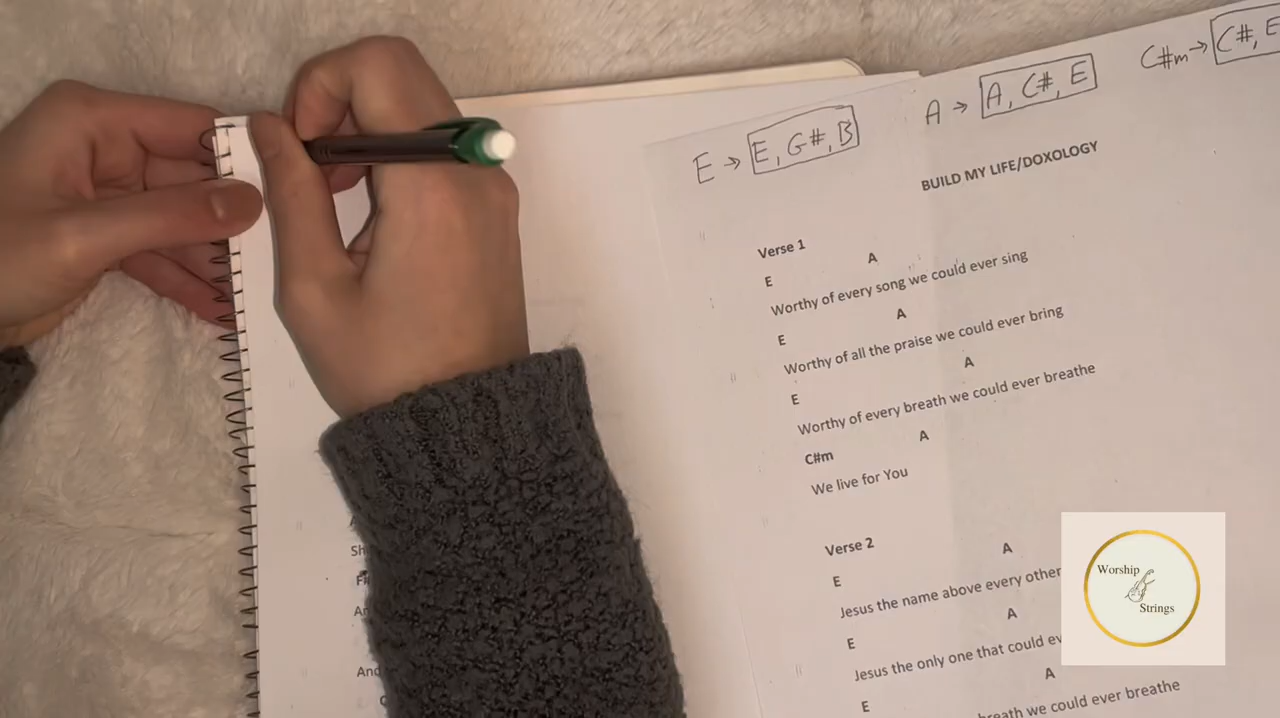 C#m → C#, E
A → A, C#, E
E → E, G#, B
BUILD MY LIFE/DOXOLOGY
Verse 1
E A
Worthy of every song we could ever sing
E A
Worthy of all the praise we could ever bring
E A
Worthy of every breath we could ever breathe
C#m A
We live for You
Verse 2
E A
Jesus the name above every other
E A
Jesus the only one that could
E A
breath we could ever breathe
And
Worship
Strings